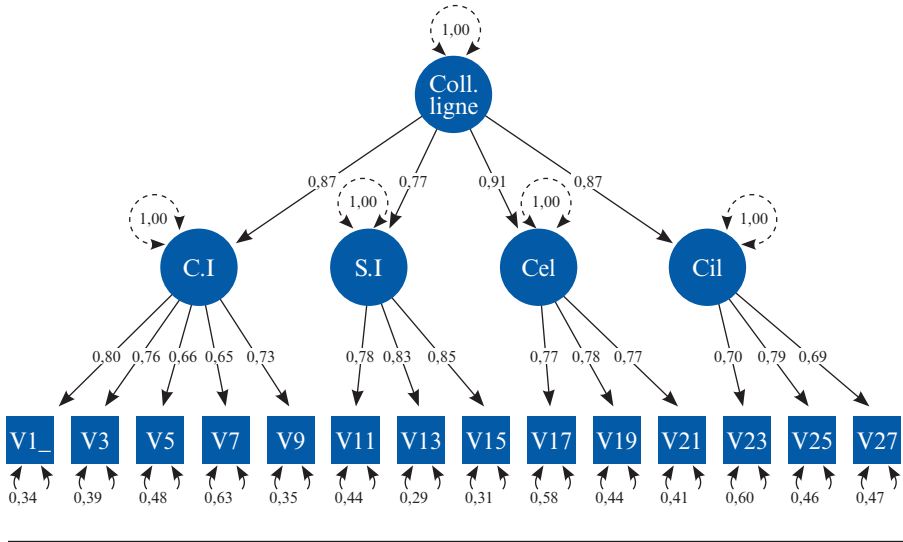 1,00
Coll.
ligne
0,87 0,77 0,91 0,87
1,00 1,00 1,00 1,00
C.I S.I Cel Cil
0,80 0,76 0,66 0,65 0,73 0,78 0,83 0,85 0,77 0,78 0,77 0,70 0,79 0,69
V1_ V3 V5 V7 V9 V11 V13 V15 V17 V19 V21 V23 V25 V27
0,34 0,39 0,48 0,63 0,35 0,44 0,29 0,31 0,58 0,44 0,41 0,60 0,46 0,47